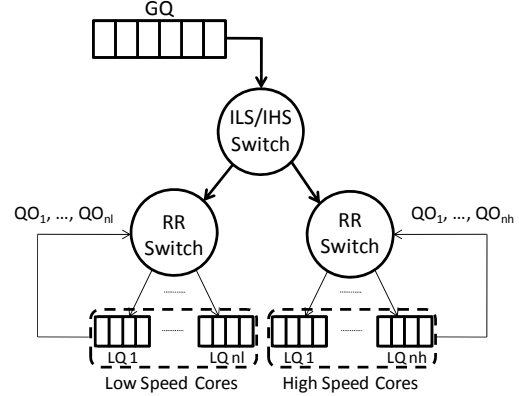 GQ
ILS/IHS
Switch
QO1, …, QOnl
RR
Switch
RR
Switch
QO1, …, QOnh
LQ 1
LQ nl
LQ 1
LQ nh
Low Speed Cores
High Speed Cores